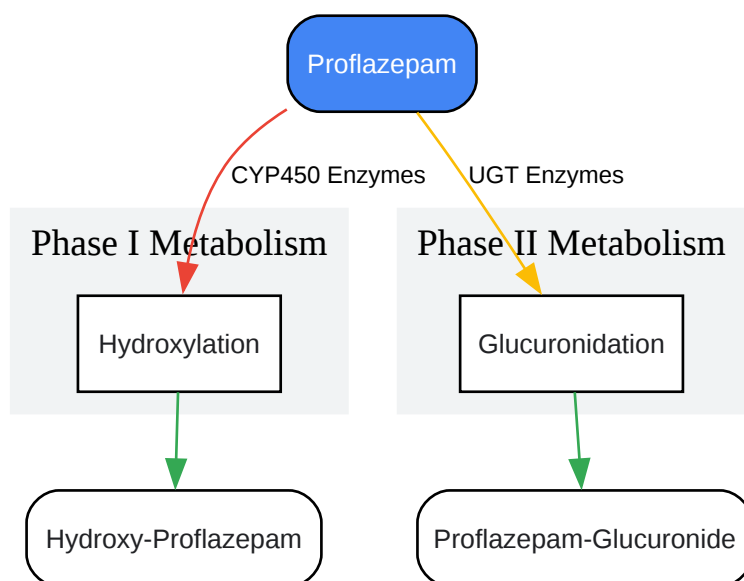 Proflazepam
CYP450 Enzymes
UGT Enzymes
Phase I Metabolism
Phase II Metabolism
Hydroxylation
Glucuronidation
Hydroxy-Proflazepam
Proflazepam-Glucuronide